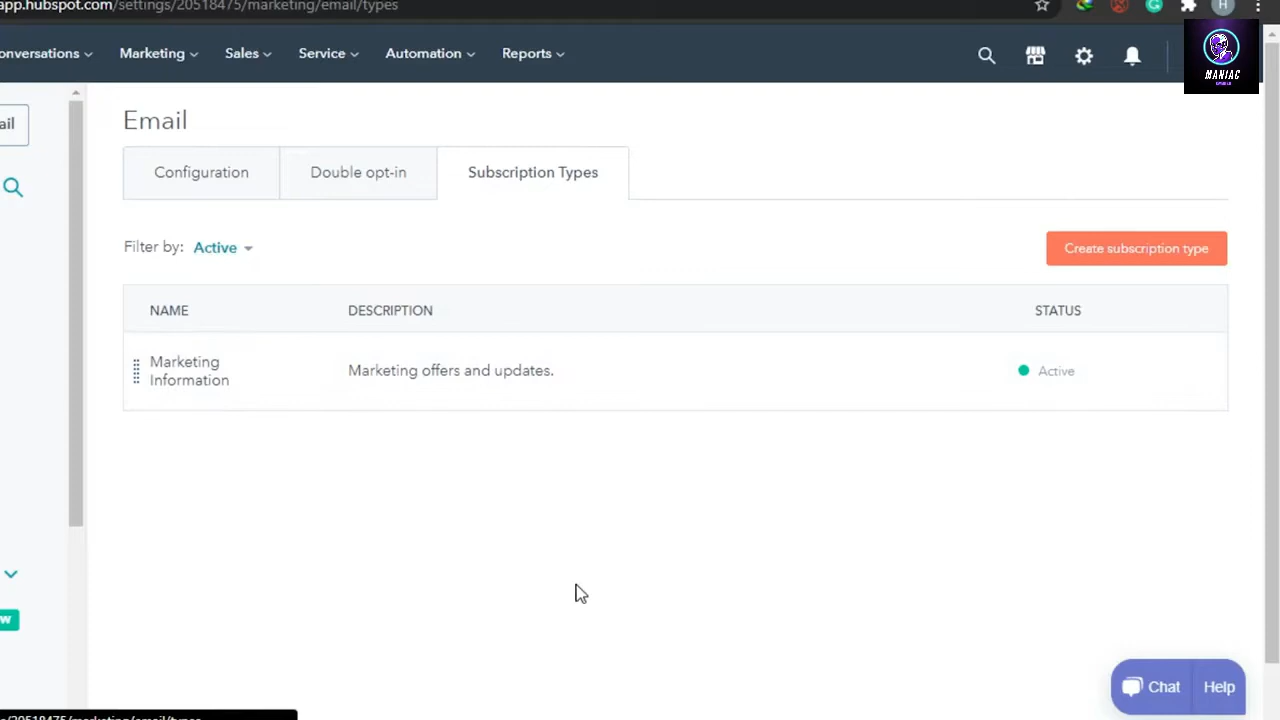 app.hubspot.com/settings/20518475/marketing/email/types
H
onversations Marketing Sales Service Automation Reports
MANIAC
ail
Email
Configuration Double opt-in Subscription Types
Filter by: Active Create subscription type
NAME DESCRIPTION STATUS
Marketing
Information
Marketing offers and updates.
Active
W
Chat Help